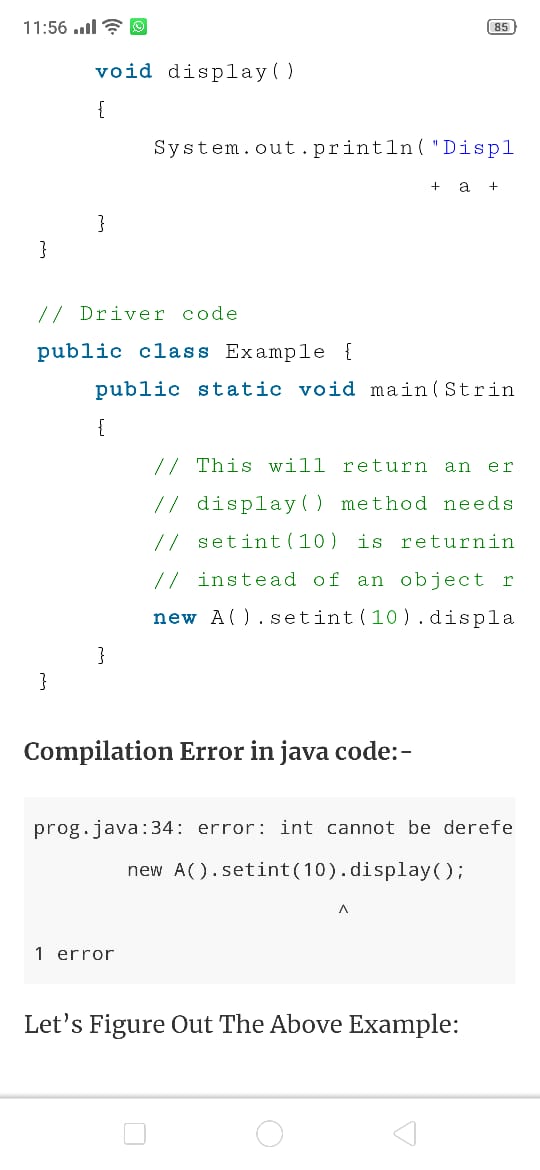 11:56
85
void display()
{
System.out.println("Displ
+ a +
}
}
// Driver code
public class Example {
public static void main(Strin
{
// This will return an er
// display() method needs
// setint(10) is returnin
// instead of an object r
new A().setint(10).displa
}
}
Compilation Error in java code:-
prog.java:34: error: int cannot be derefe
new A().setint(10).display();
^
1 error
Let’s Figure Out The Above Example: